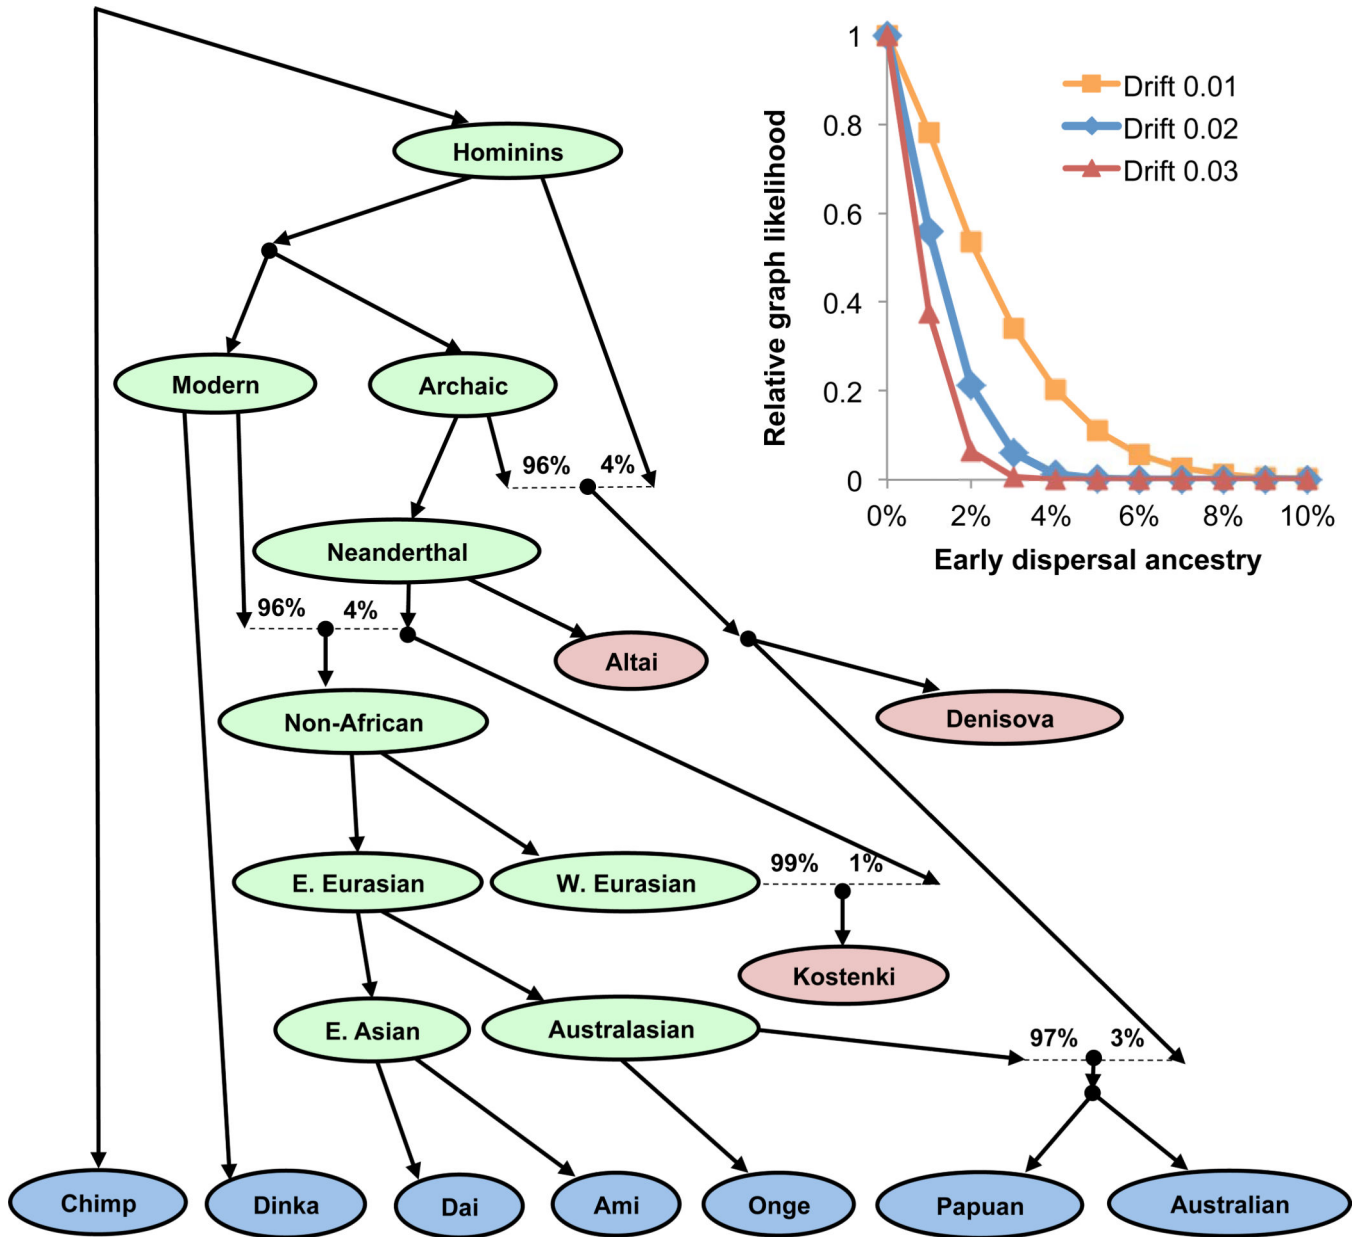 Hominins
Modern
Archaic
96% 4%
Neanderthal
96% 4%
Altai
Denisova
Non-African
E. Eurasian
W. Eurasian
99% 1%
Kostenki
E. Asian
Australasian
97% 3%
Chimp
Dinka
Dai
Ami
Onge
Papuan
Australian
Relative graph likelihood
1
0.8
0.6
0.4
0.2
0
0% 2% 4% 6% 8% 10%
Early dispersal ancestry
Drift 0.01
Drift 0.02
Drift 0.03